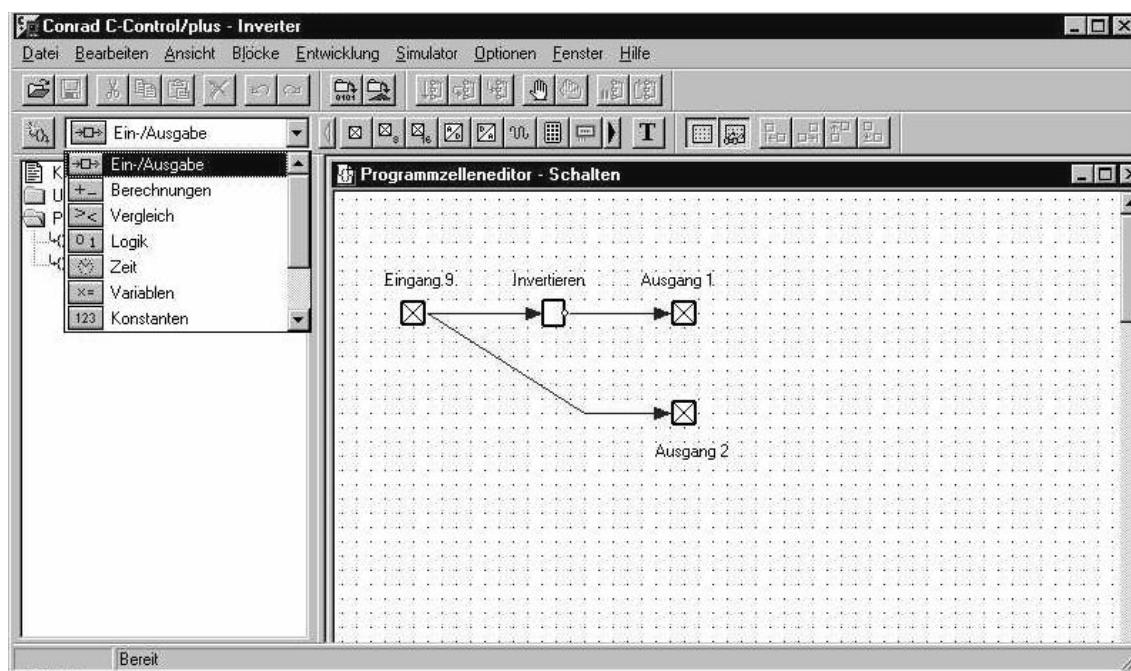 Conrad C-Control/plus - Inverter
Datei Bearbeiten Ansicht Blöcke Entwicklung Simulator Optionen Fenster Hilfe
Ein-/Ausgabe
T
Ein-/Ausgabe
Berechnungen
Vergleich
Logik
Zeit
Variablen
123 Konstanten
K
U
P
Programmzelleneditor - Schalten
Eingang 9 Invertieren Ausgang 1
Ausgang 2
Bereit